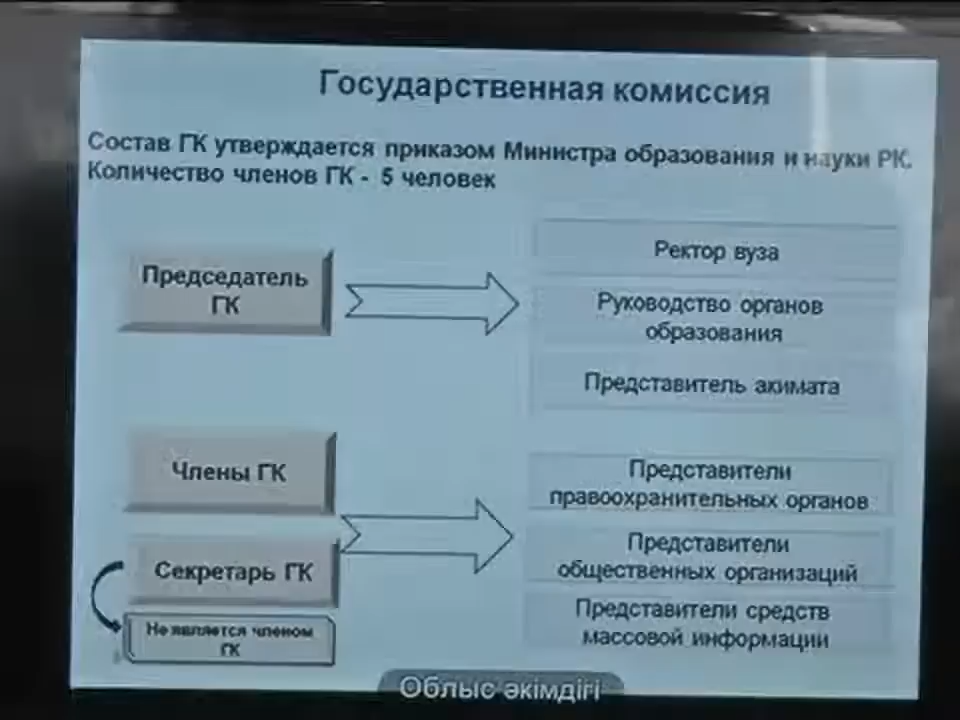 Государственная комиссия
Состав ГК утверждается приказом Министра образования и науки РК.
Количество членов ГК - 5 человек
Председатель
ГК
Ректор вуза
Руководство органов
образования
Представитель акимата
Члены ГК
Представители
правоохранительных органов
Секретарь ГК
Представители
общественных организаций
Не является членом
ГК
Представители средств
массовой информации
Облыс әкімдігі